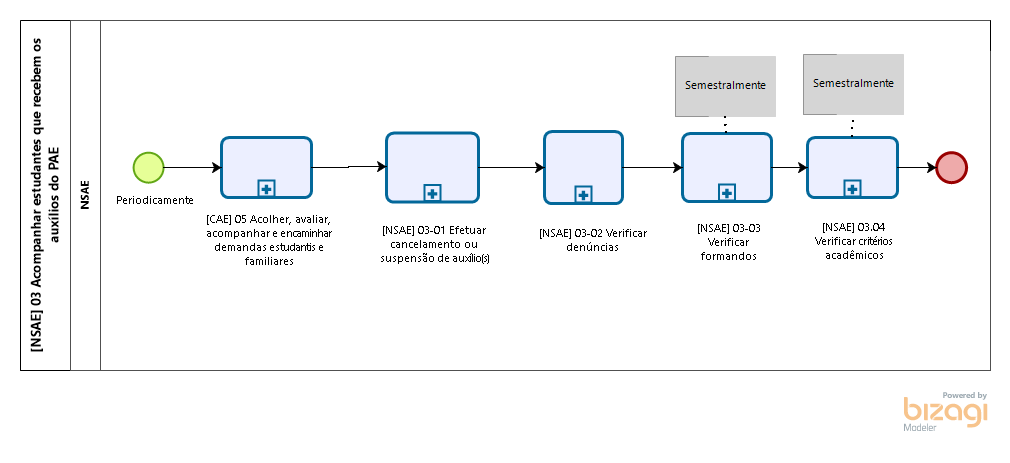 [NSAE] 03 Acompanhar estudantes que recebem os
auxílios do PAE
NSAE
Periodicamente
[CAE] 05 Acolher, avaliar,
acompanhar e encaminhar
demandas estudantis e
familiares
[NSAE] 03-01 Efetuar
cancelamento ou
suspensão de auxílio(s)
[NSAE] 03-02 Verificar
denúncias
Semestralmente
[NSAE] 03-03
Verificar
formandos
Semestralmente
[NSAE] 03.04
Verificar critérios
acadêmicos
Powered by
bizagi
Modeler